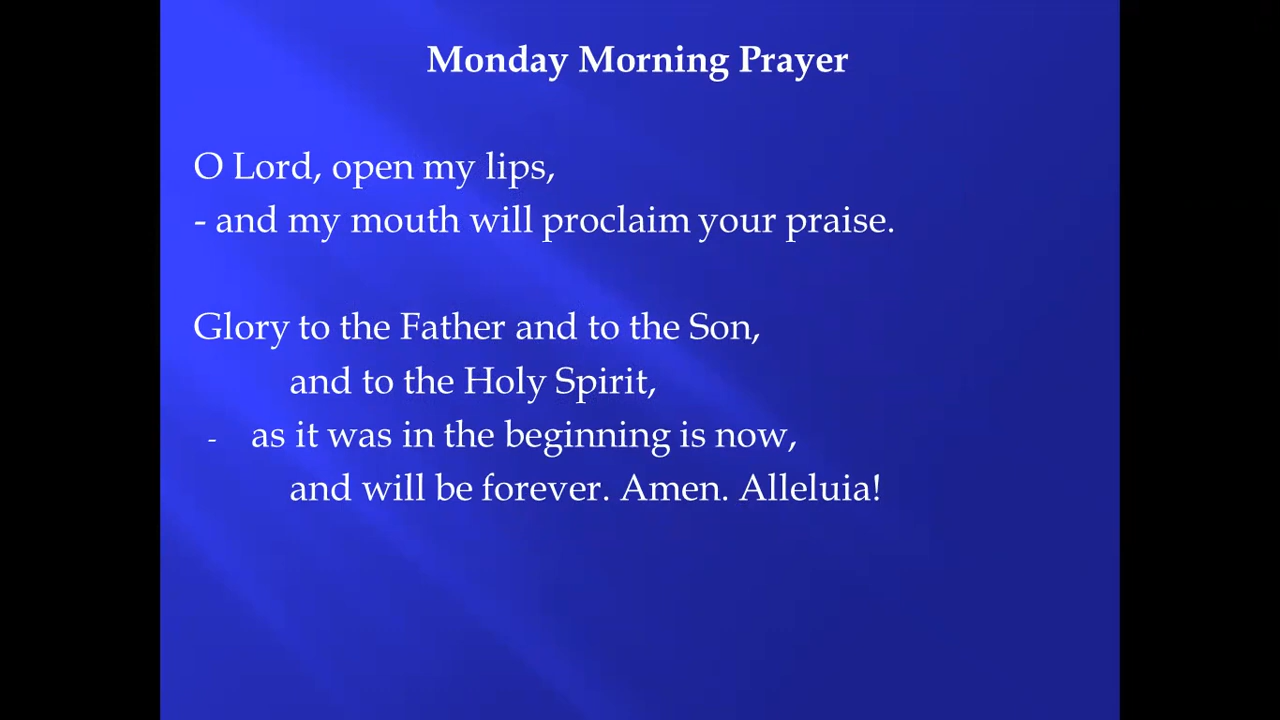 Monday Morning Prayer
O Lord, open my lips,
- and my mouth will proclaim your praise.
Glory to the Father and to the Son,
and to the Holy Spirit,
- as it was in the beginning is now,
and will be forever. Amen. Alleluia!